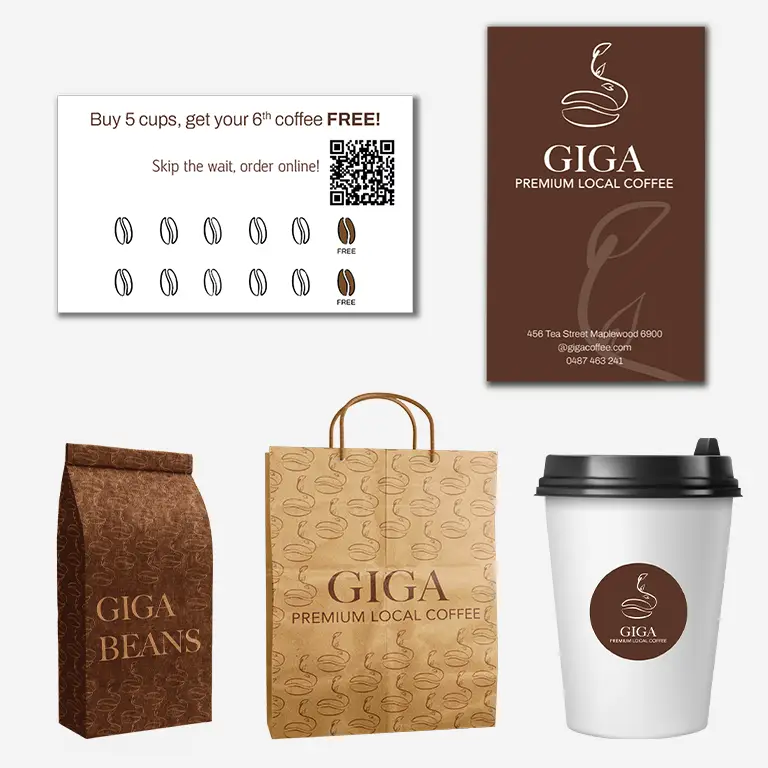 Buy 5 cups, get your 6th coffee FREE!
Skip the wait, order online!
FREE
FREE
GIGA
PREMIUM LOCAL COFFEE
456 Tea Street Maplewood 6900
@gigacoffee.com
0487 463 241
GIGA
BEANS
GIGA
PREMIUM LOCAL COFFEE
GIGA
PREMIUM LOCAL COFFEE